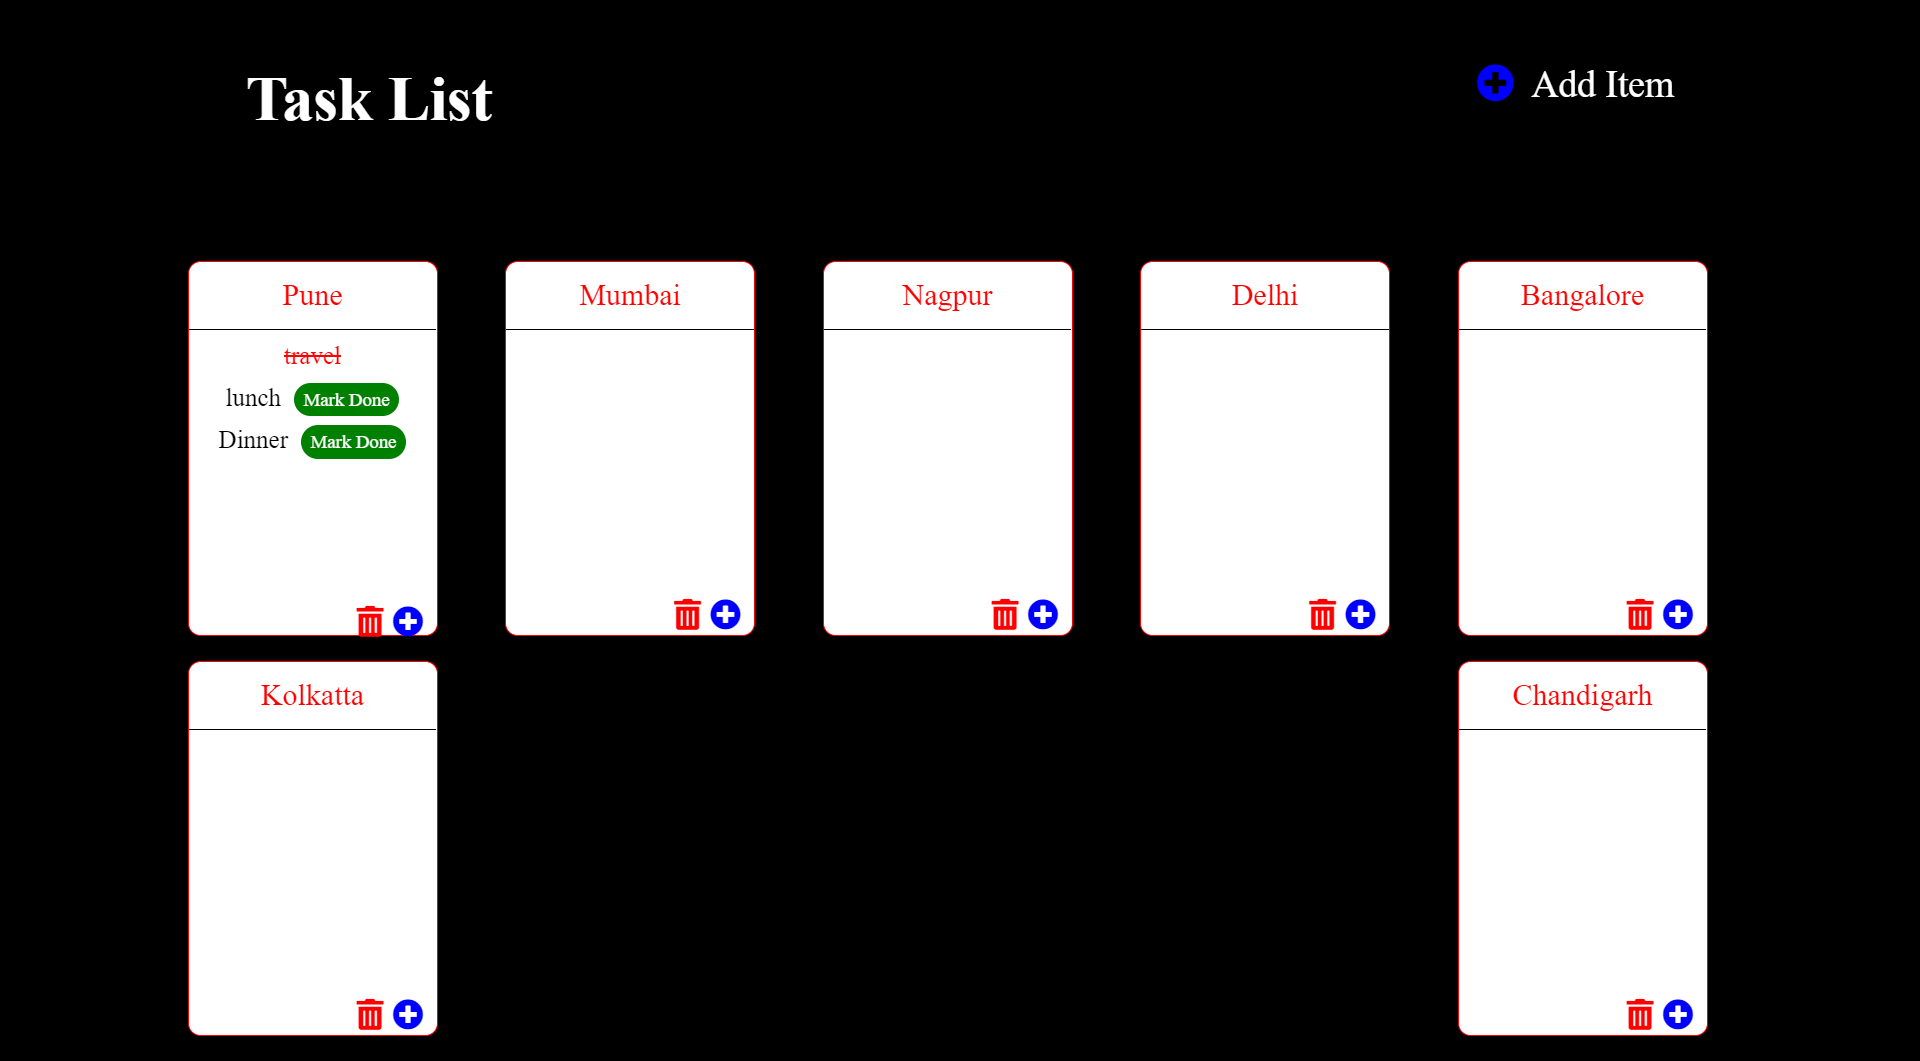 Task List
Add Item
Pune
travel
lunch Mark Done
Dinner Mark Done
Mumbai
Nagpur
Delhi
Bangalore
Kolkatta
Chandigarh